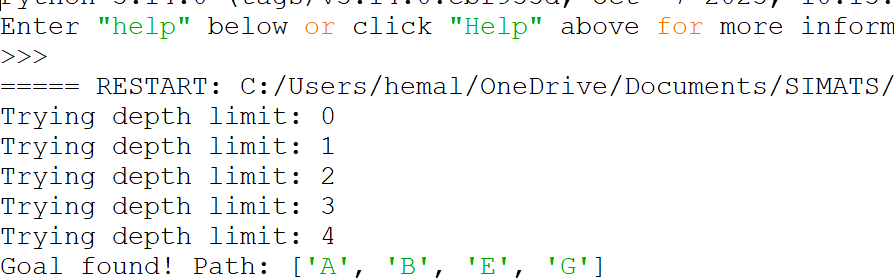 Enter "help" below or click "Help" above for more inform
>>>
===== RESTART: C:/Users/hemal/OneDrive/Documents/SIMATS/
Trying depth limit: 0
Trying depth limit: 1
Trying depth limit: 2
Trying depth limit: 3
Trying depth limit: 4
Goal found! Path: ['A', 'B', 'E', 'G']